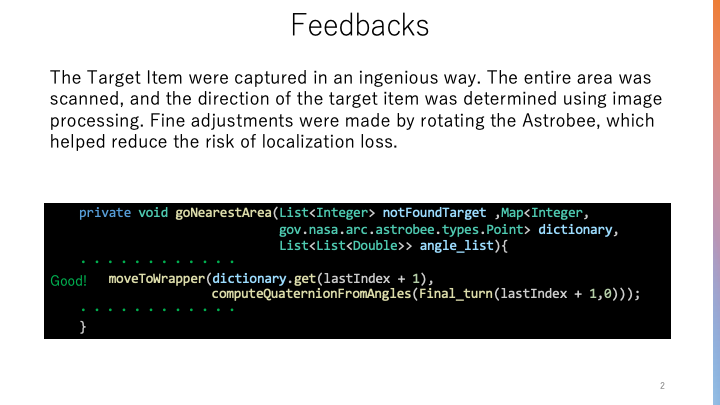 Feedbacks
The Target Item were captured in an ingenious way. The entire area was
scanned, and the direction of the target item was determined using image
processing. Fine adjustments were made by rotating the Astrobee, which
helped reduce the risk of localization loss.
private void goNearestArea(List<Integer> notFoundTarget ,Map<Integer,
gov.nasa.arc.astrobee.types.Point> dictionary,
List<List<Double>> angle_list){
. . . . . . . . . . . .
Good! moveToWrapper(dictionary.get(lastIndex + 1),
computeQuaternionFromAngles(Final_turn(lastIndex + 1,0)));
. . . . . . . . . . . .
}
2